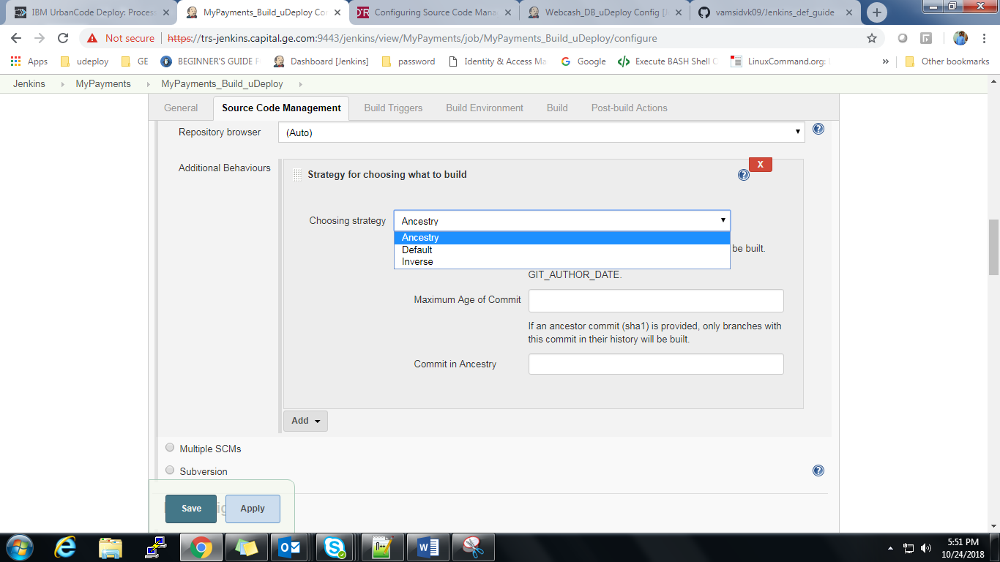 IBM UrbanCode Deploy: Process
MyPayments_Build_uDeploy Co
Configuring Source Code Mana
Webcash_DB_uDeploy Config [J
vamsidvk09/Jenkins_def_guide
Not secure
https://trs-jenkins.capital.ge.com:9443/jenkins/view/MyPayments/job/MyPayments_Build_uDeploy/configure
Apps
udeploy
GE
BEGINNER'S GUIDE F
Dashboard [Jenkins]
password
Identity & Access Ma
Google
Execute BASH Shell C
LinuxCommand.org:
»
Other bookmarks
Jenkins
MyPayments
MyPayments_Build_uDeploy
General
Source Code Management
Build Triggers
Build Environment
Build
Post-build Actions
Repository browser
(Auto)
Additional Behaviours
Strategy for choosing what to build
X
Choosing strategy
Ancestry
Ancestry
Default
Inverse
be built.
GIT_AUTHOR_DATE.
Maximum Age of Commit
If an ancestor commit (sha1) is provided, only branches with
this commit in their history will be built.
Commit in Ancestry
Add
Multiple SCMs
Subversion
Save
Apply
5:51 PM
10/24/2018